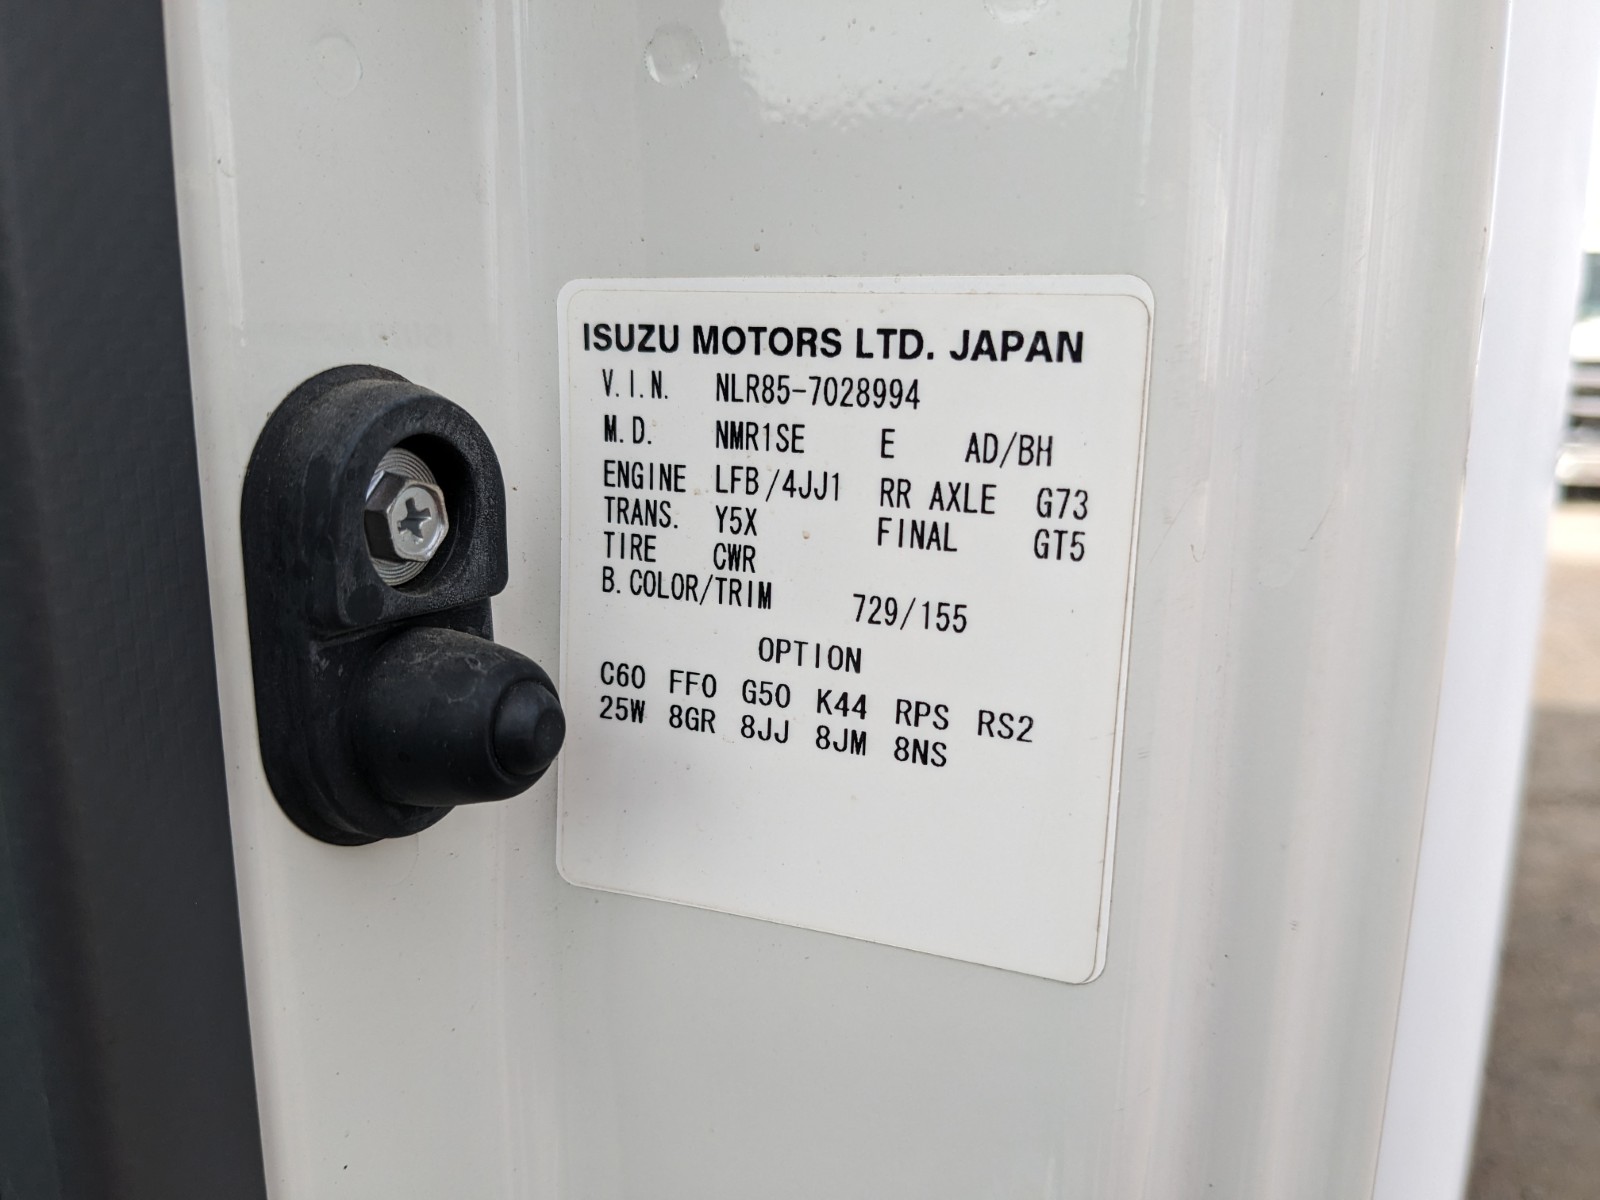 ISUZU MOTORS LTD. JAPAN
V.I.N. NLR85-7028994
M.D. NMR1SE E AD/BH
ENGINE LFB/4JJ1 RR AXLE G73
TRANS. Y5X FINAL GT5
TIRE CWR
B.COLOR/TRIM 729/155
OPTION
C60 FF0 G50 K44 RPS RS2
25W 8GR 8JJ 8JM 8NS